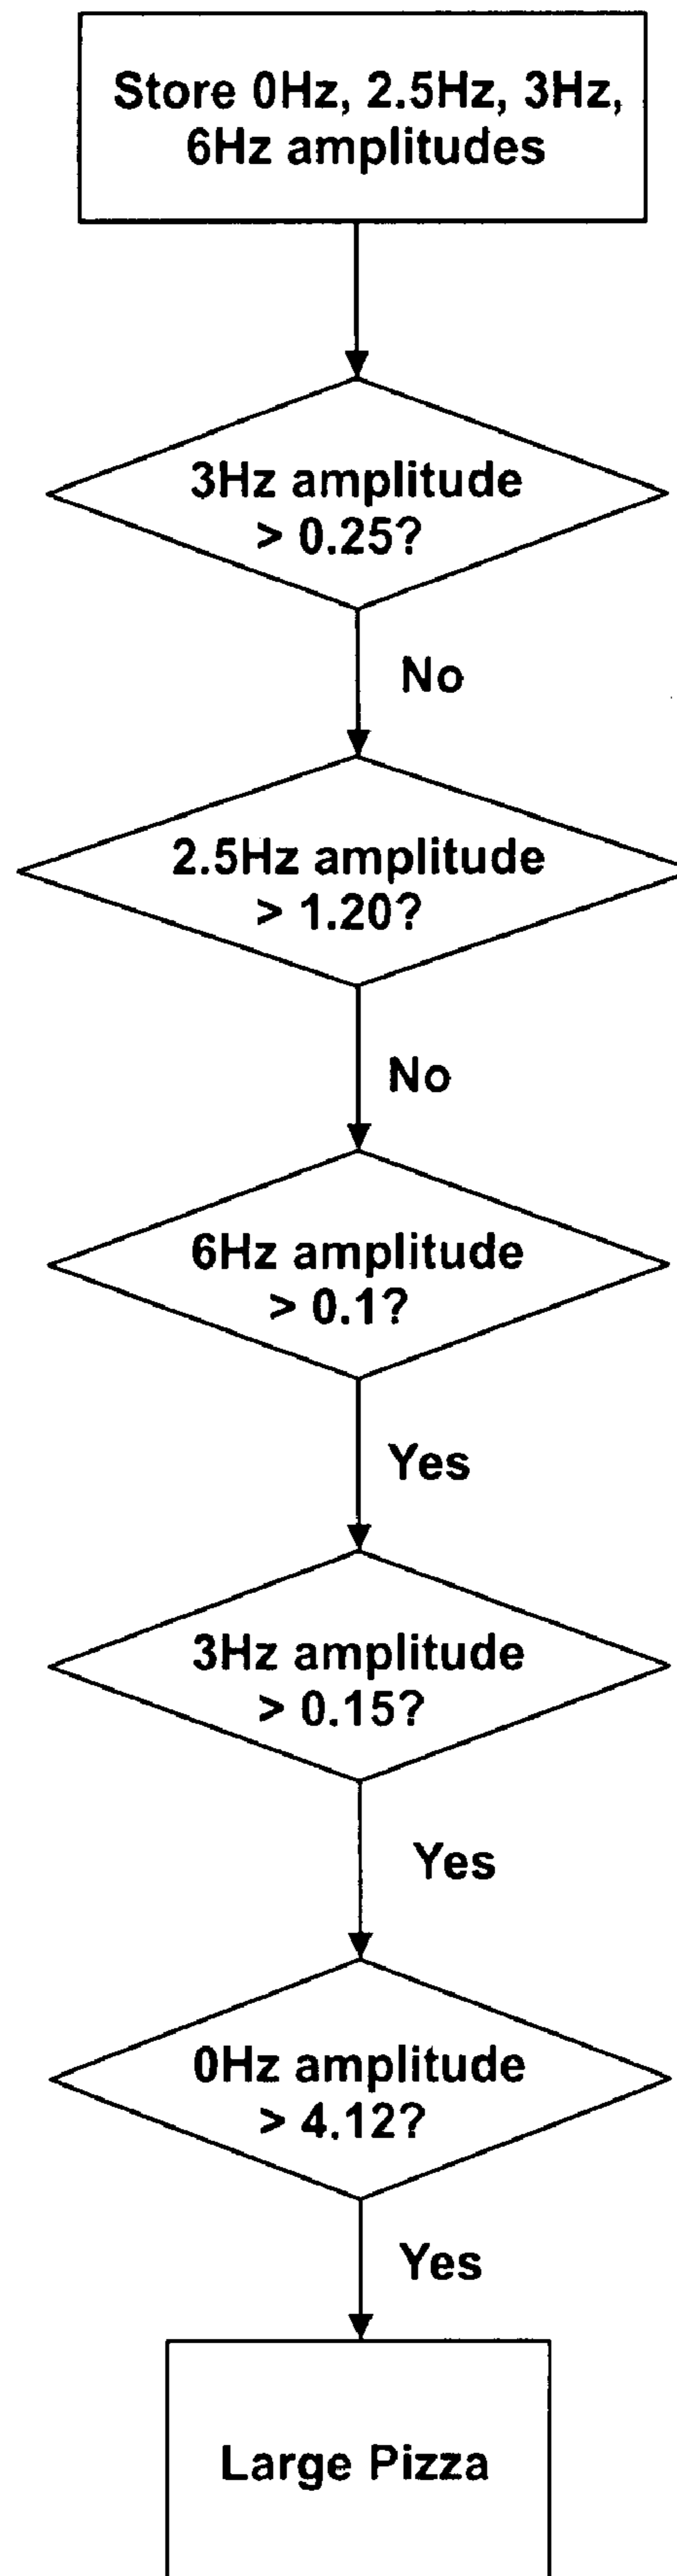 Store 0Hz, 2.5Hz, 3Hz,
6Hz amplitudes
3Hz amplitude
> 0.25?
No
2.5Hz amplitude
> 1.20?
No
6Hz amplitude
> 0.1?
Yes
3Hz amplitude
> 0.15?
Yes
0Hz amplitude
> 4.12?
Yes
Large Pizza